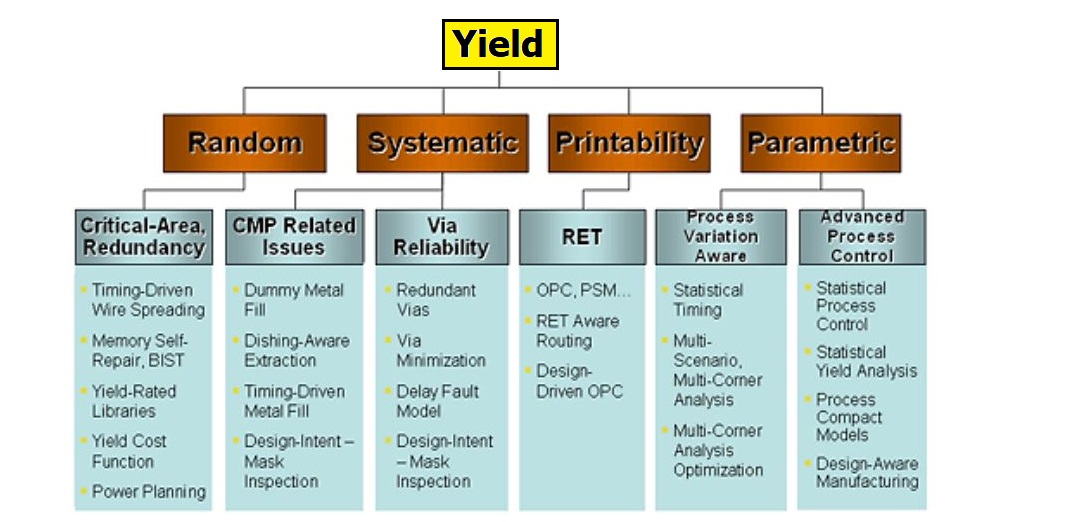 Yield
Random
Systematic
Printability
Parametric
Critical-Area,
Redundancy
CMP Related
Issues
Via
Reliability
RET
Process
Variation
Aware
Advanced
Process
Control
Timing-Driven
Wire Spreading
Memory Self-
Repair, BIST
Yield-Rated
Libraries
Yield Cost
Function
Power Planning
Dummy Metal
Fill
Dishing-Aware
Extraction
Timing-Driven
Metal Fill
Design-Intent –
Mask
Inspection
Redundant
Vias
Via
Minimization
Delay Fault
Model
Design-Intent
– Mask
Inspection
OPC, PSM...
RET Aware
Routing
Design-
Driven OPC
Statistical
Timing
Multi-
Scenario,
Multi-Corner
Analysis
Multi-Corner
Analysis
Optimization
Statistical
Process
Control
Statistical
Yield Analysis
Process
Compact
Models
Design-Aware
Manufacturing